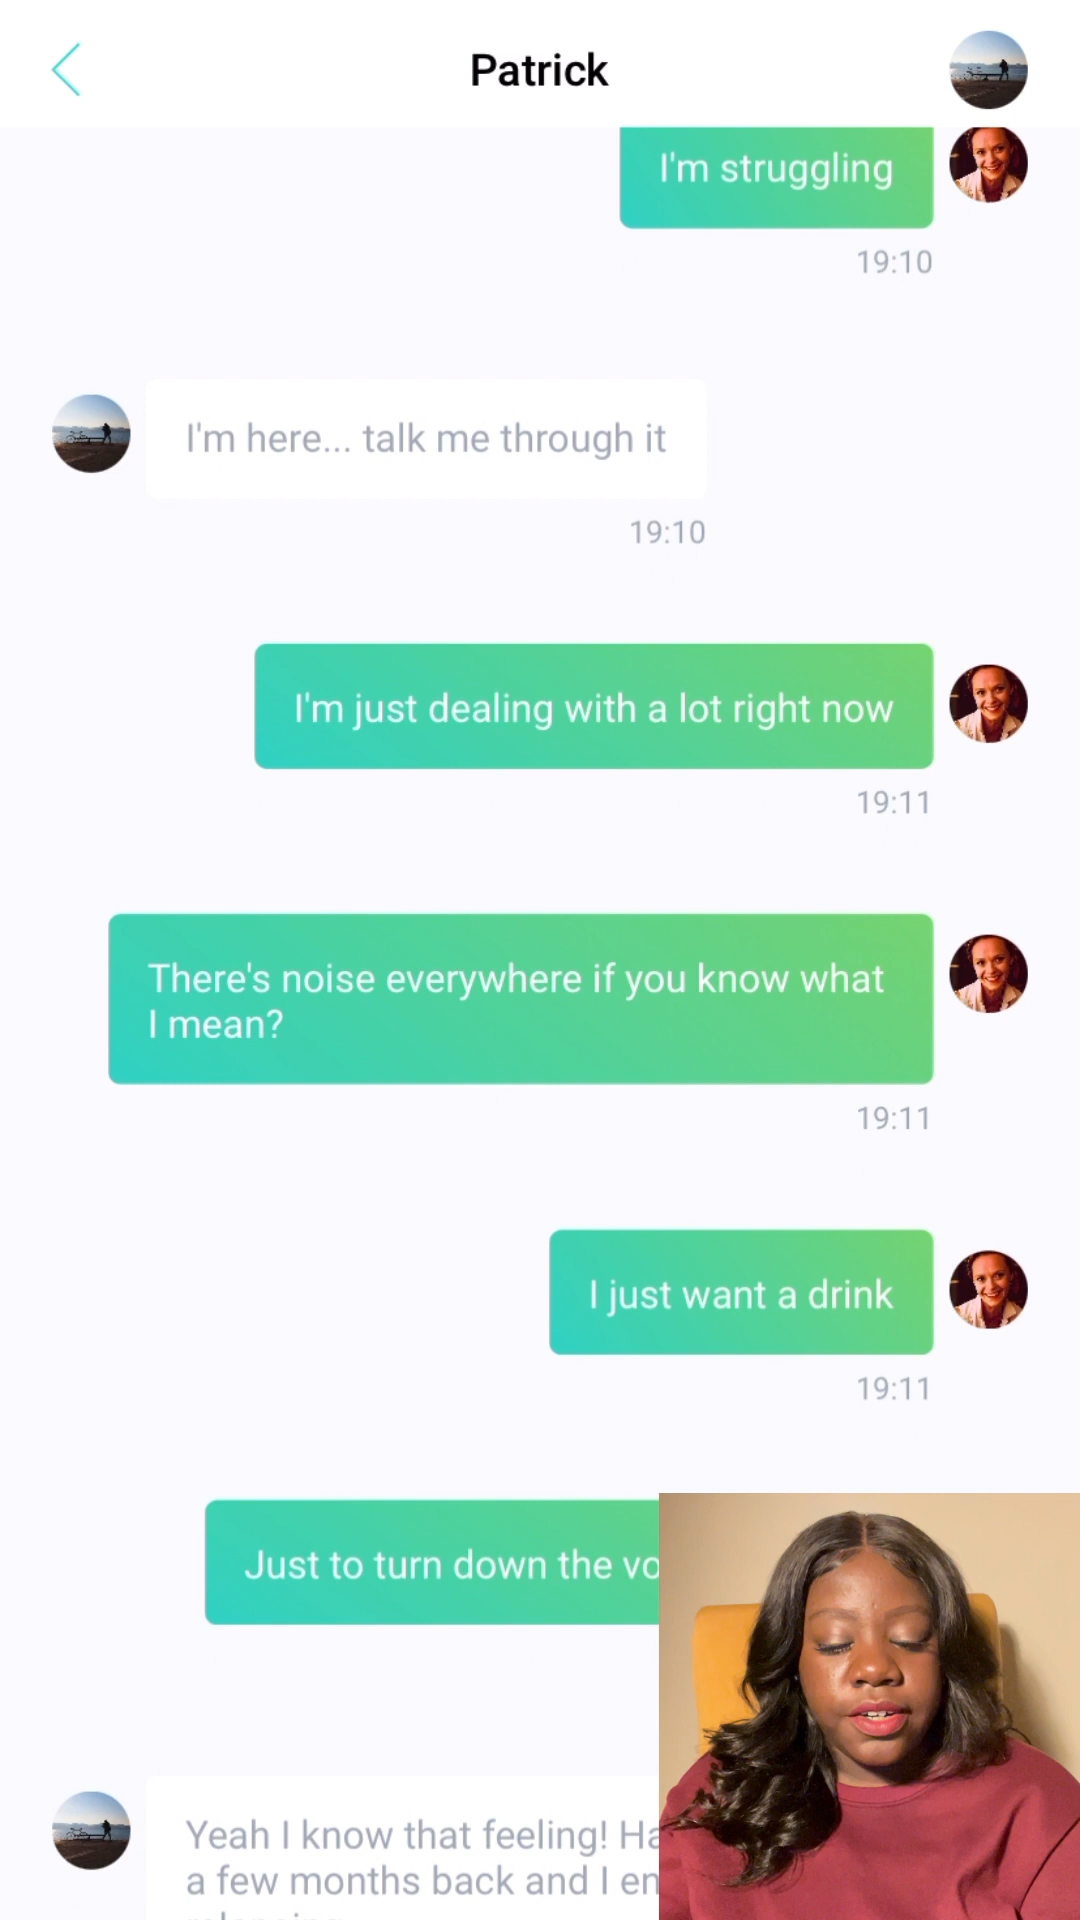 Patrick
I'm struggling
19:10
I'm here... talk me through it
19:10
I'm just dealing with a lot right now
19:11
There's noise everywhere if you know what
I mean?
19:11
I just want a drink
19:11
Just to turn down the
Yeah I know that feeling!
a few months back and I